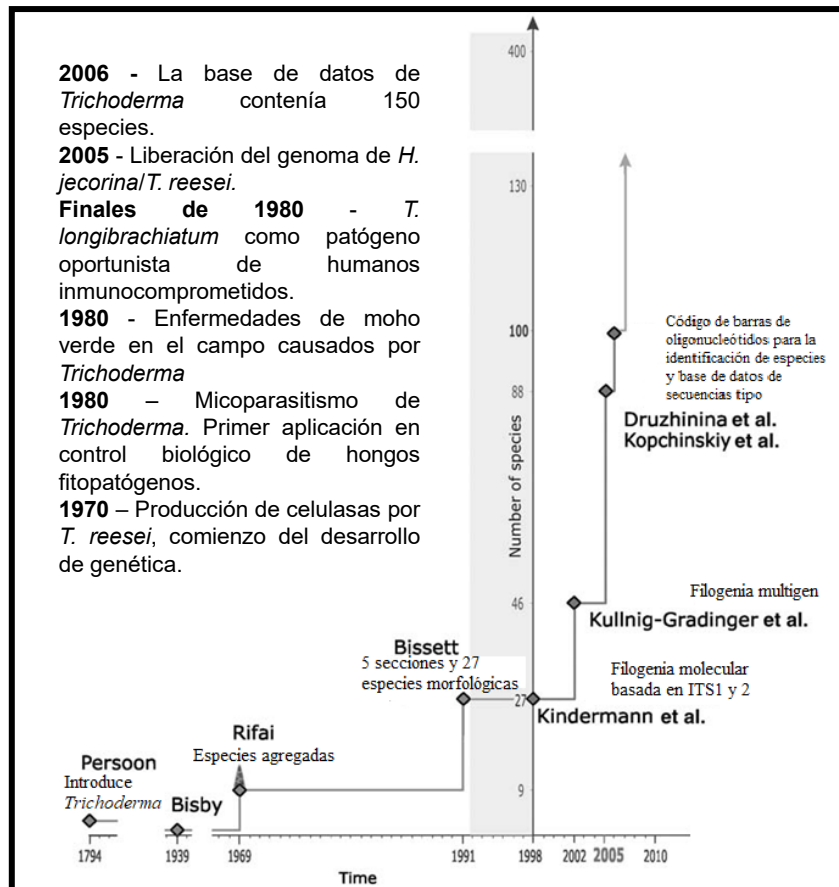 2006 - La base de datos de
Trichoderma contenía 150
especies.
2005 - Liberación del genoma de H.
jecorina/T. reesei.
Finales de 1980 - T.
longibrachiatum como patógeno
oportunista de humanos
inmunocomprometidos.
1980 - Enfermedades de moho
verde en el campo causados por
Trichoderma
1980 – Micoparasitismo de
Trichoderma. Primer aplicación en
control biológico de hongos
fitopatógenos.
1970 – Producción de celulasas por
T. reesei, comienzo del desarrollo
de genética.
400
130
100
88
46
27
9
Number of species
Código de barras de
oligonucleótidos para la
identificación de especies
y base de datos de
secuencias tipo
Druzhinina et al.
Kopchinskiy et al.
Filogenia multigen
Kullnig-Gradinger et al.
Filogenia molecular
basada en ITS1 y 2
Kindermann et al.
Bissett
5 secciones y 27
especies morfológicas
Rifai
Especies agregadas
Persoon
Introduce
Trichoderma
Bisby
1794 1939 1969 1991 1998 2002 2005 2010
Time